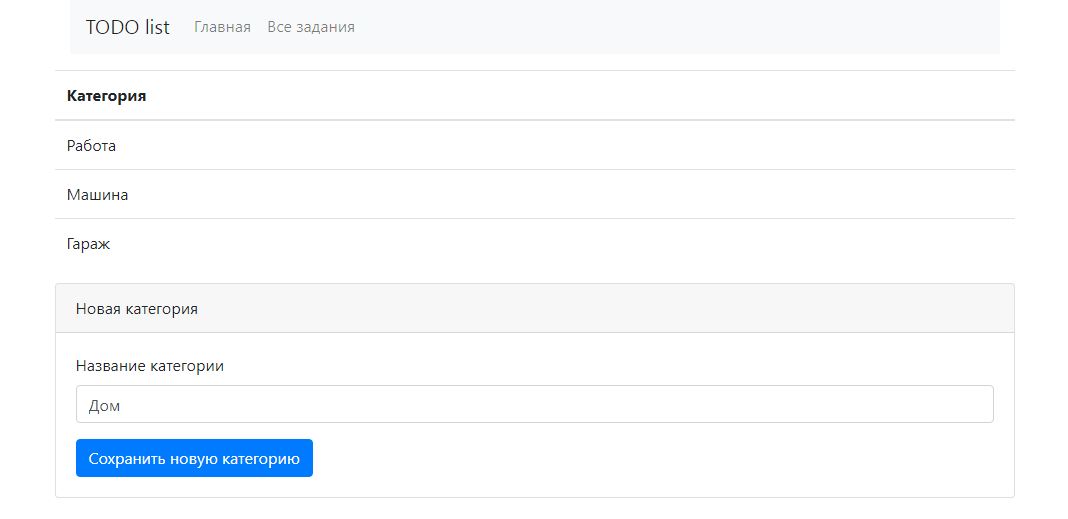 TODO list Главная Все задания
Категория
Работа
Машина
Гараж
Новая категория
Название категории
Дом
Сохранить новую категорию